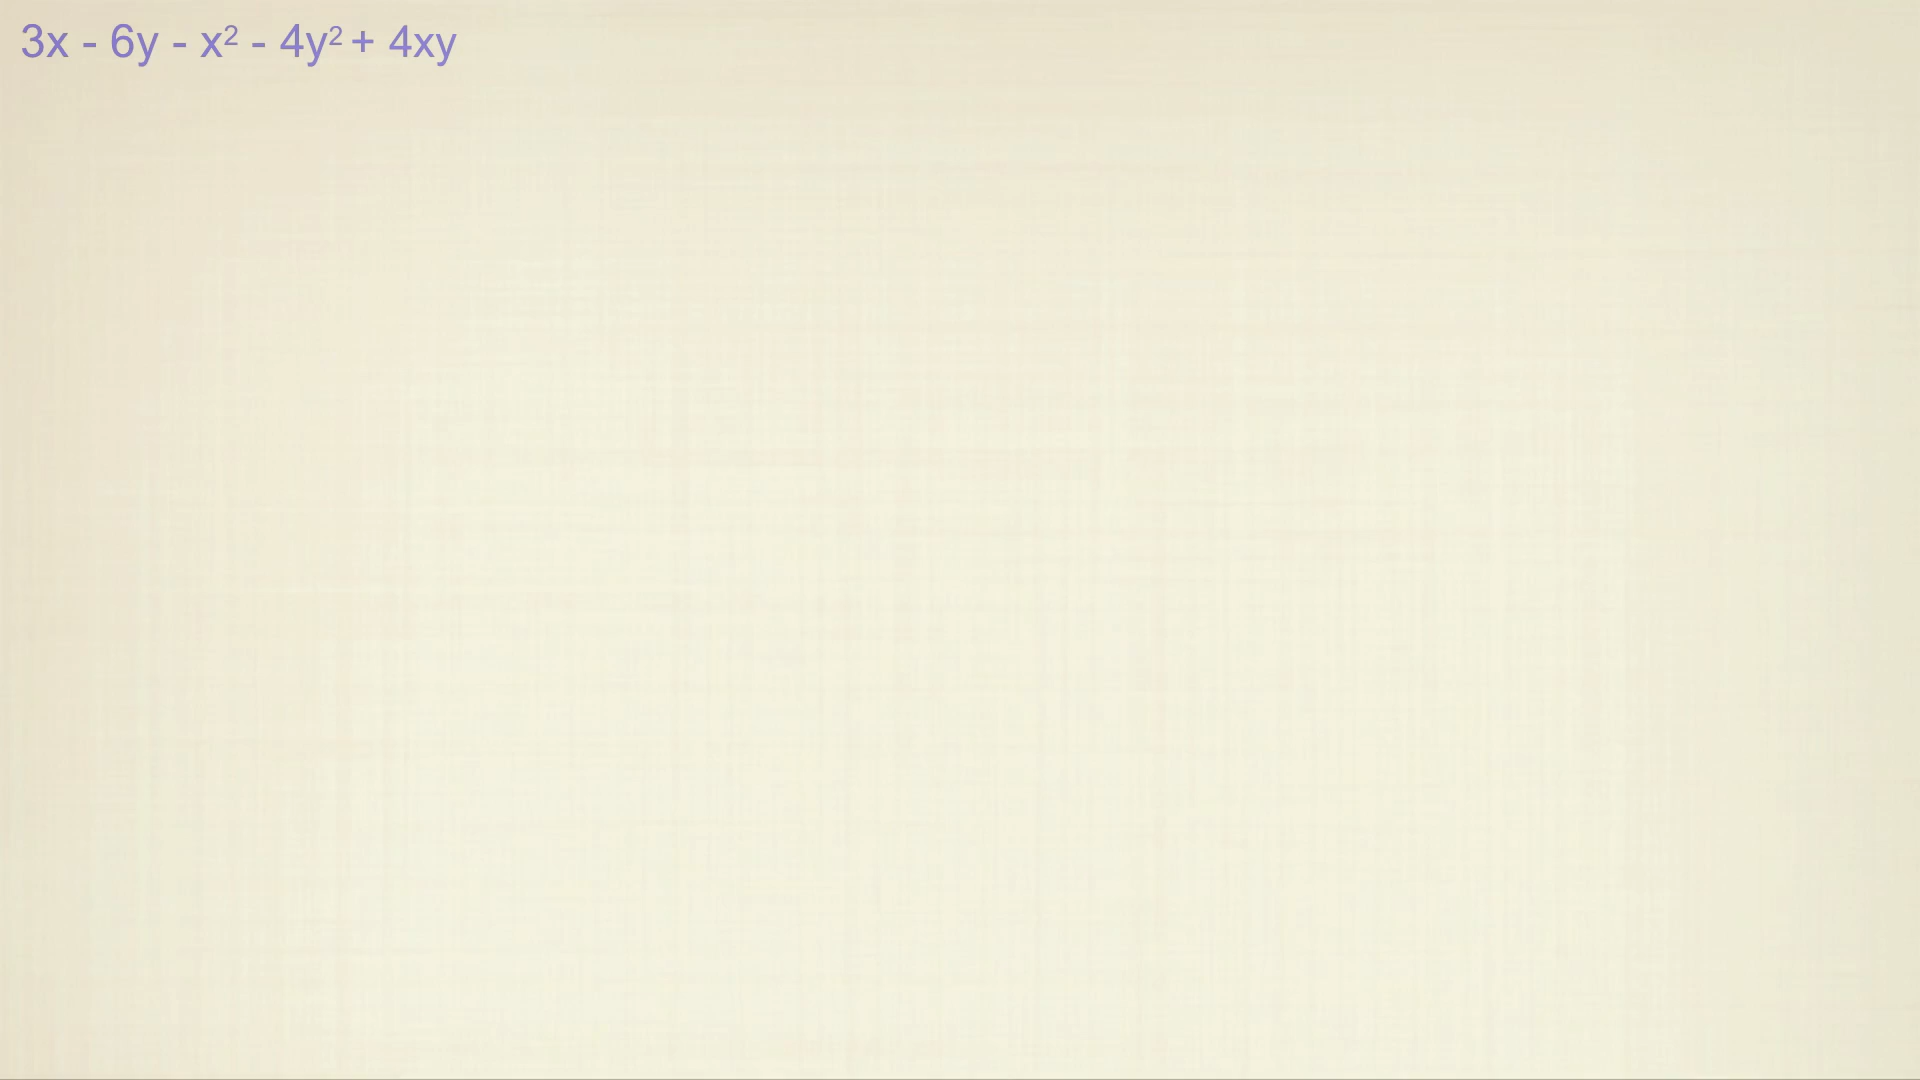 3x - 6y - x² - 4y² + 4xy